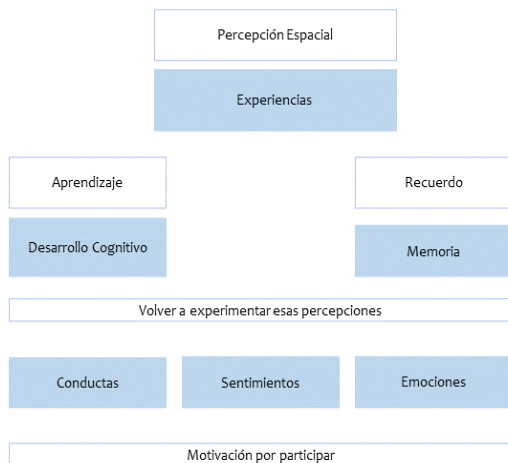 Percepción Espacial
Experiencias
Aprendizaje
Recuerdo
Desarrollo Cognitivo
Memoria
Volver a experimentar esas percepciones
Conductas
Sentimientos
Emociones
Motivación por participar